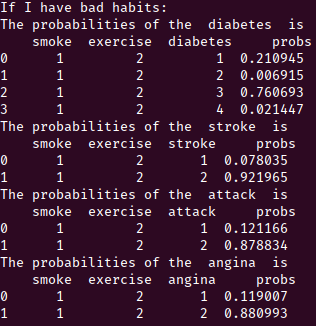 If I have bad habits:
The probabilities of the  diabetes  is
    smoke  exercise  diabetes     probs
0      1         2         1  0.210945
1      1         2         2  0.006915
2      1         2         3  0.760693
3      1         2         4  0.021447
The probabilities of the  stroke  is
    smoke  exercise  stroke     probs
0      1         2       1  0.078035
1      1         2       2  0.921965
The probabilities of the  attack  is
    smoke  exercise  attack     probs
0      1         2       1  0.121166
1      1         2       2  0.878834
The probabilities of the  angina  is
    smoke  exercise  angina     probs
0      1         2       1  0.119007
1      1         2       2  0.880993